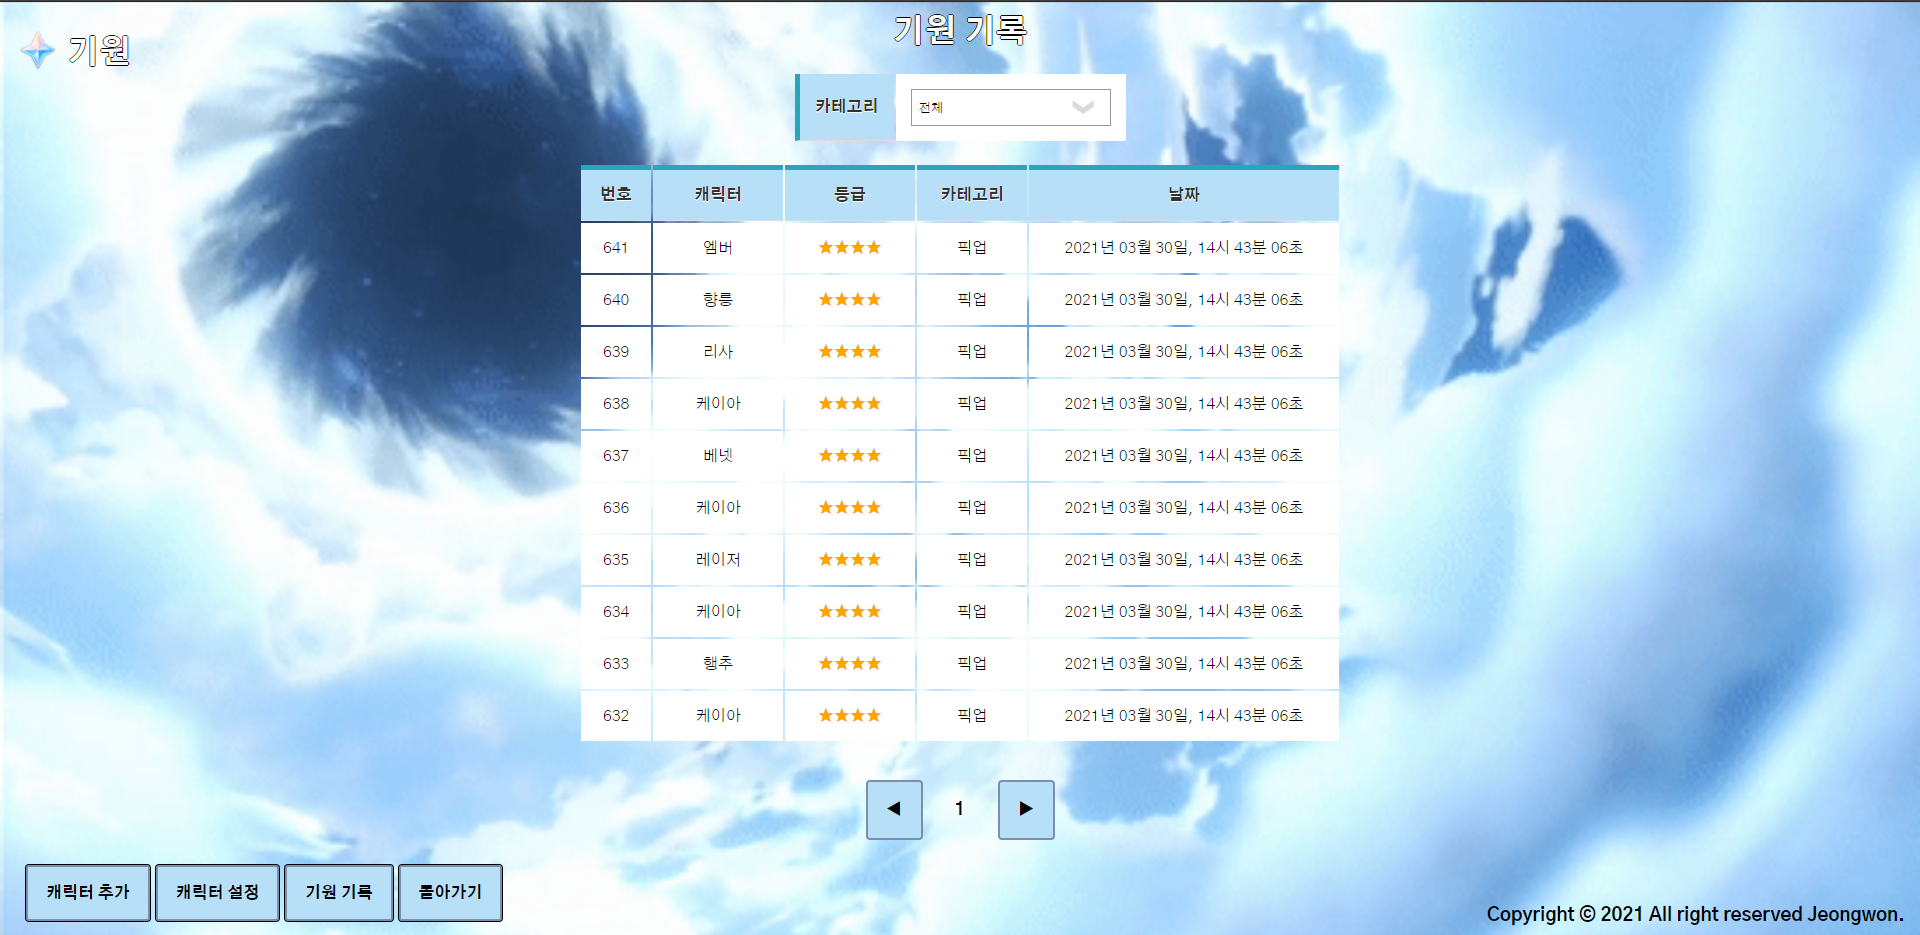 기원
기원 기록
카테고리 전체
번호 캐릭터 등급 카테고리 날짜
641 엠버 ★★★★ 픽업 2021년 03월 30일, 14시 43분 06초
640 향릉 ★★★★ 픽업 2021년 03월 30일, 14시 43분 06초
639 리사 ★★★★ 픽업 2021년 03월 30일, 14시 43분 06초
638 케이아 ★★★★ 픽업 2021년 03월 30일, 14시 43분 06초
637 베넷 ★★★★ 픽업 2021년 03월 30일, 14시 43분 06초
636 케이아 ★★★★ 픽업 2021년 03월 30일, 14시 43분 06초
635 레이저 ★★★★ 픽업 2021년 03월 30일, 14시 43분 06초
634 케이아 ★★★★ 픽업 2021년 03월 30일, 14시 43분 06초
633 행추 ★★★★ 픽업 2021년 03월 30일, 14시 43분 06초
632 케이아 ★★★★ 픽업 2021년 03월 30일, 14시 43분 06초
◀ 1 ▶
캐릭터 추가 캐릭터 설정 기원 기록 돌아가기
Copyright © 2021 All right reserved Jeongwon.